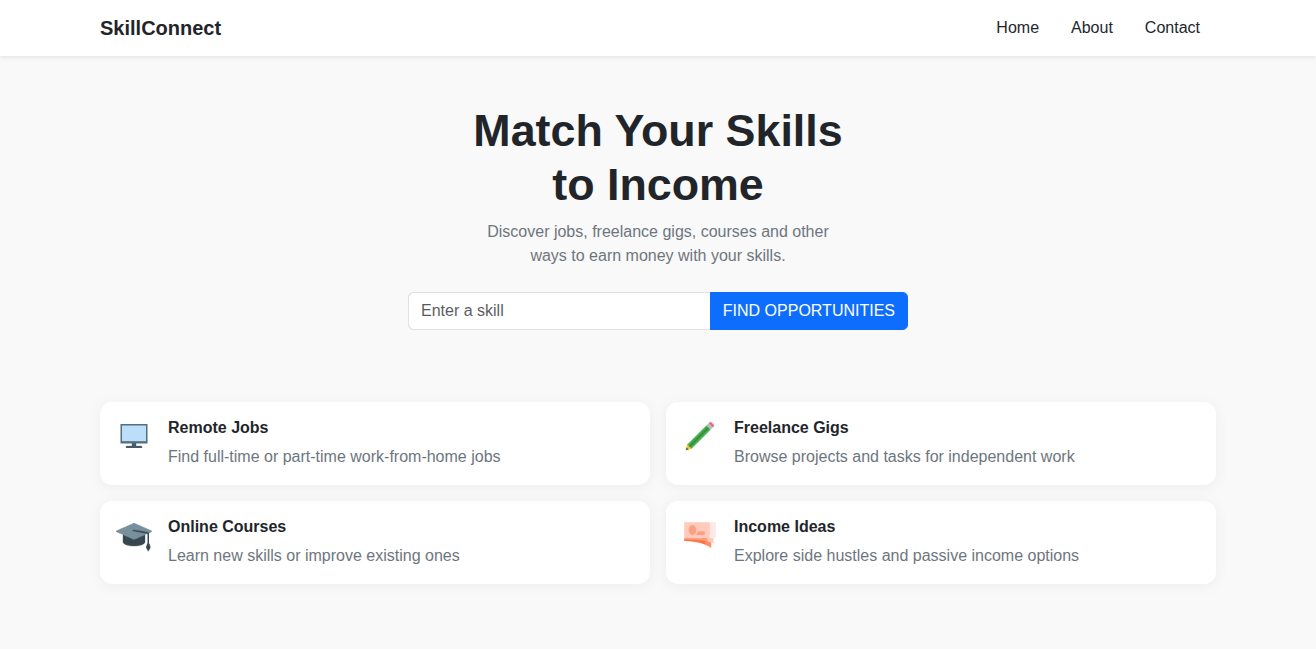 SkillConnect
Home About Contact
Match Your Skills
to Income
Discover jobs, freelance gigs, courses and other
ways to earn money with your skills.
Enter a skill FIND OPPORTUNITIES
Remote Jobs
Find full-time or part-time work-from-home jobs
Freelance Gigs
Browse projects and tasks for independent work
Online Courses
Learn new skills or improve existing ones
Income Ideas
Explore side hustles and passive income options